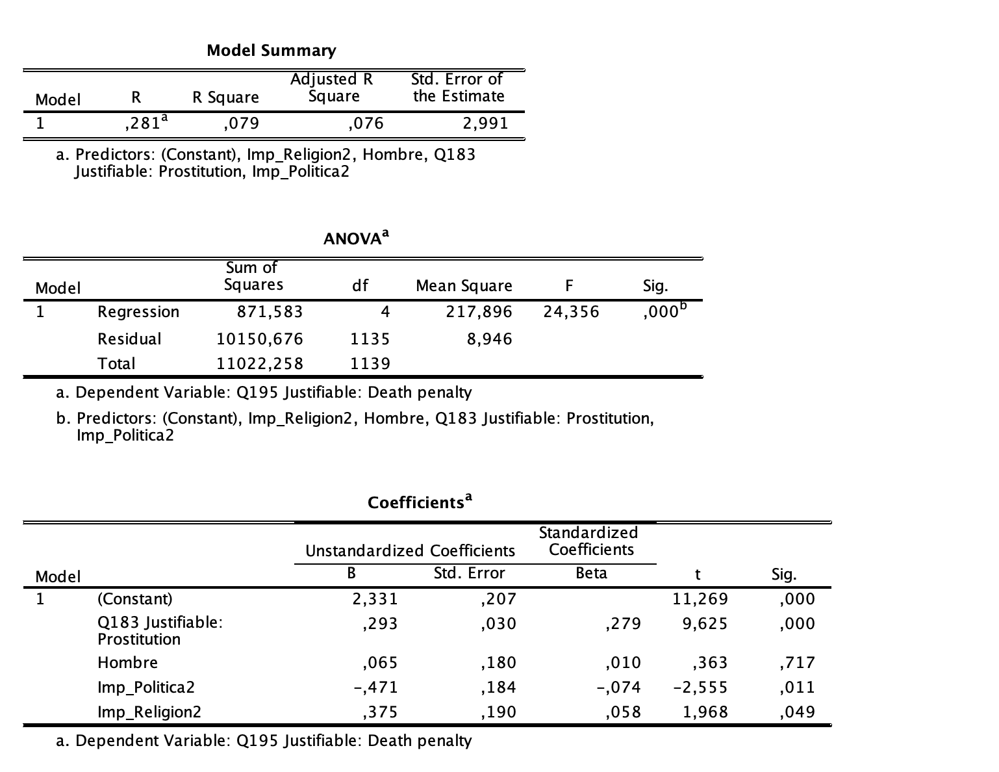 Model Summary
Model R R Square Adjusted R Square Std. Error of the Estimate
1 ,281a ,079 ,076 2,991
a. Predictors: (Constant), Imp_Religion2, Hombre, Q183
Justifiable: Prostitution, Imp_Politica2
ANOVAa
Model Sum of Squares df Mean Square F Sig.
1 Regression 871,583 4 217,896 24,356 ,000b
Residual 10150,676 1135 8,946
Total 11022,258 1139
a. Dependent Variable: Q195 Justifiable: Death penalty
b. Predictors: (Constant), Imp_Religion2, Hombre, Q183 Justifiable: Prostitution,
Imp_Politica2
Coefficientsa
Unstandardized Coefficients Standardized Coefficients
Model B Std. Error Beta t Sig.
1 (Constant) 2,331 ,207 11,269 ,000
Q183 Justifiable: Prostitution ,293 ,030 ,279 9,625 ,000
Hombre ,065 ,180 ,010 ,363 ,717
Imp_Politica2 -,471 ,184 -,074 -2,555 ,011
Imp_Religion2 ,375 ,190 ,058 1,968 ,049
a. Dependent Variable: Q195 Justifiable: Death penalty